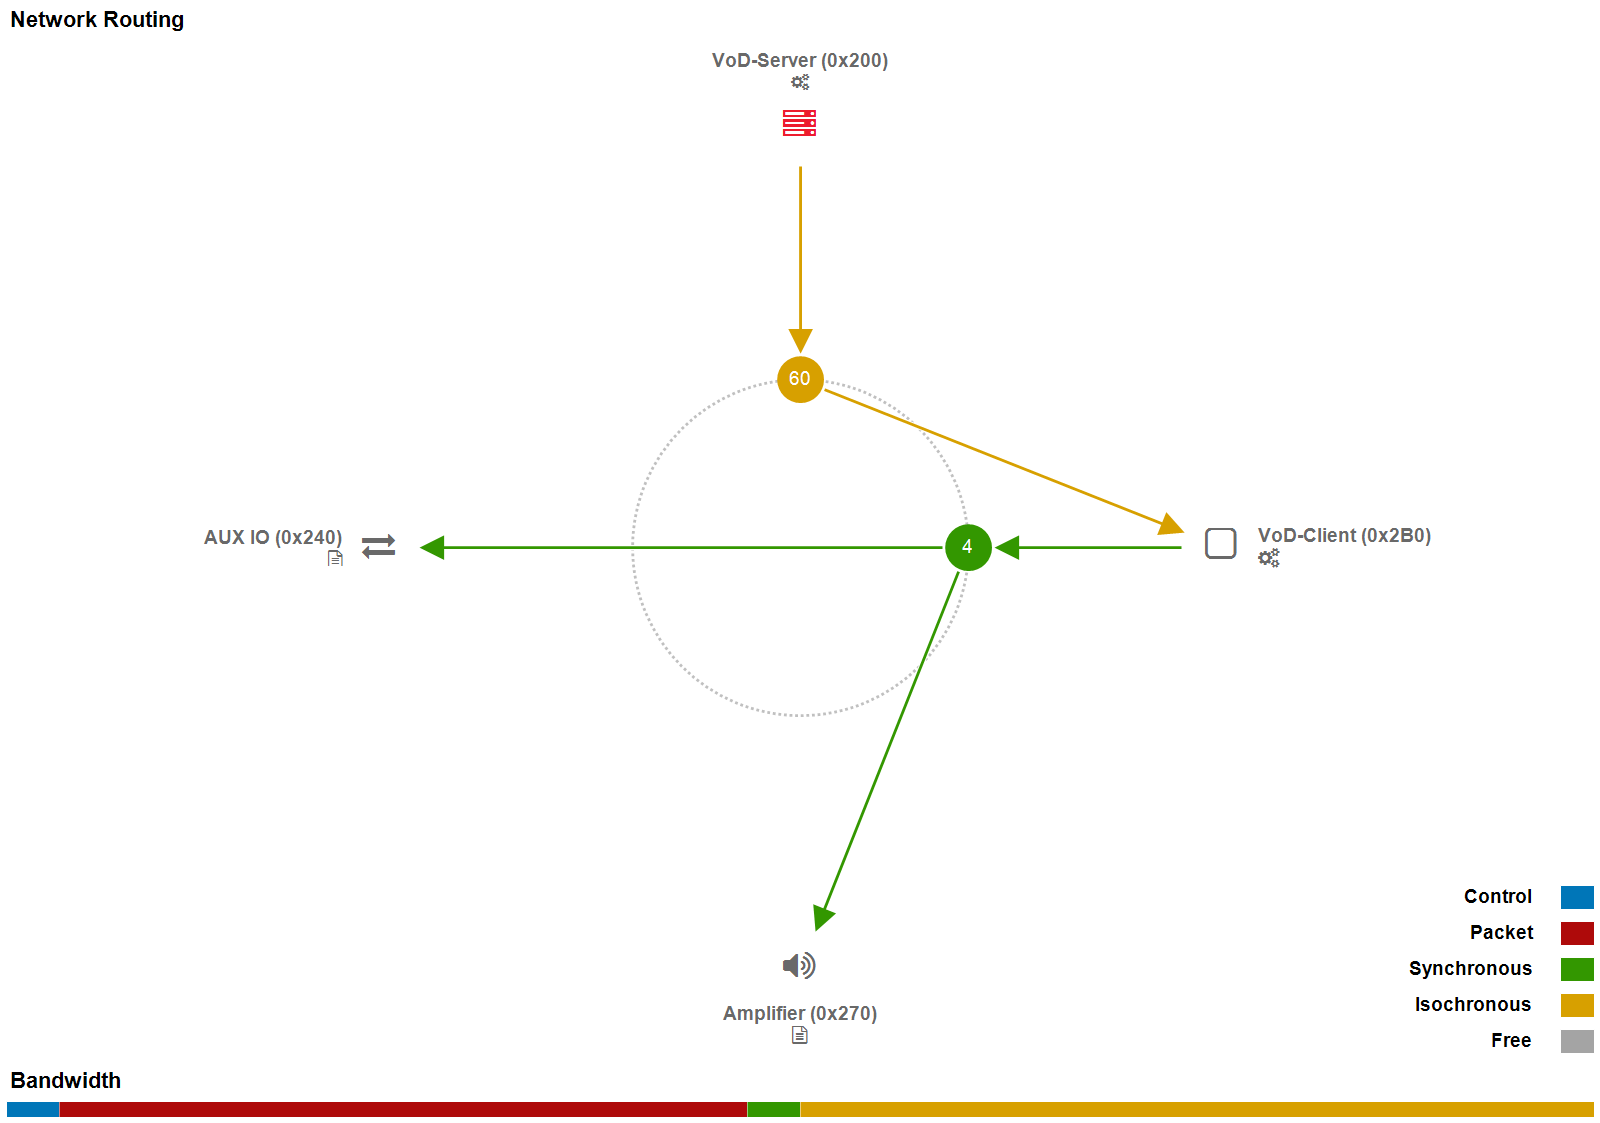 Network Routing
VoD-Server (0x200)
60
AUX IO (0x240)
4
VoD-Client (0x2B0)
Control
Packet
Synchronous
Isochronous
Free
Amplifier (0x270)
Bandwidth